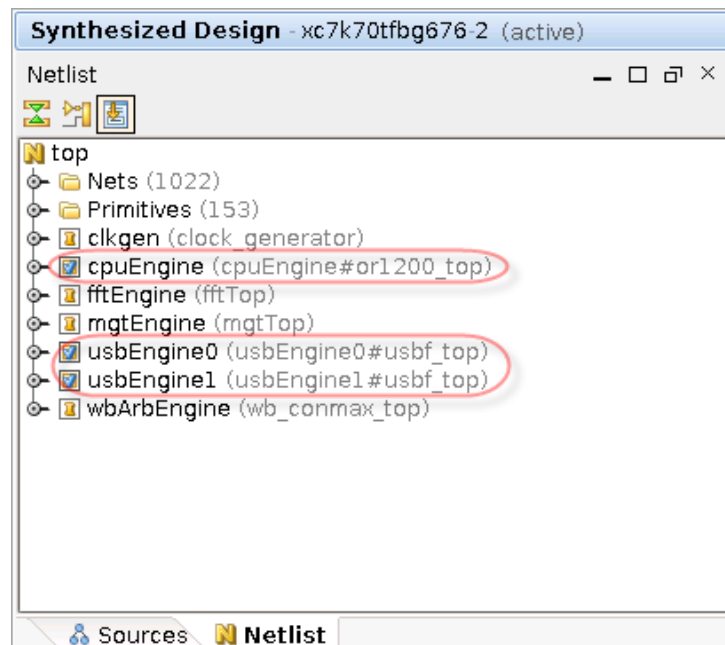 Synthesized Design - xc7k70tfbg676-2 (active)
Netlist
top
Nets (1022)
Primitives (153)
clkgen (clock_generator)
cpuEngine (cpuEngine#or1200_top)
fftEngine (fftTop)
mgtEngine (mgtTop)
usbEngine0 (usbEngine0#usbf_top)
usbEngine1 (usbEngine1#usbf_top)
wbArbEngine (wb_conmax_top)
Sources Netlist